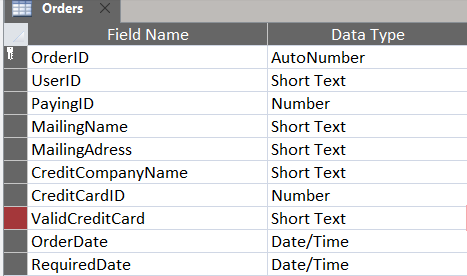 Orders
Field Name Data Type
OrderID AutoNumber
UserID Short Text
PayingID Number
MailingName Short Text
MailingAdress Short Text
CreditCompanyName Short Text
CreditCardID Number
ValidCreditCard Short Text
OrderDate Date/Time
RequiredDate Date/Time